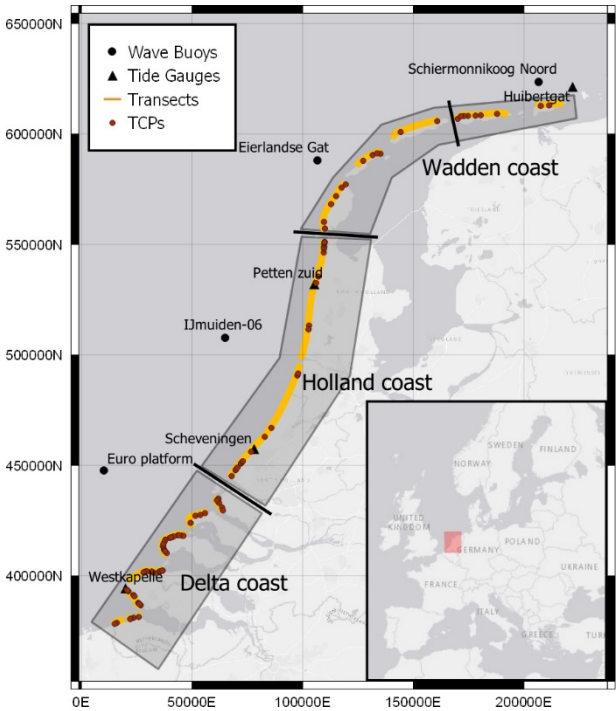 650000N
Wave Buoys
Tide Gauges
Transects
TCPs
Schiermonnikoog Noord
Huibertgat
600000N
Eierlandse Gat
Wadden coast
550000N
Petten zuid
IJmuiden-06
500000N
Holland coast
Scheveningen
Euro platform
450000N
Westkapelle
Delta coast
400000N
SWEDEN
FINLAND
NORWAY
UNITED
KINGDOM
POLAND
GERMANY
UKRAINE
FRANCE
ITALY
GREECE
TUR
0E
50000E
100000E
150000E
200000E